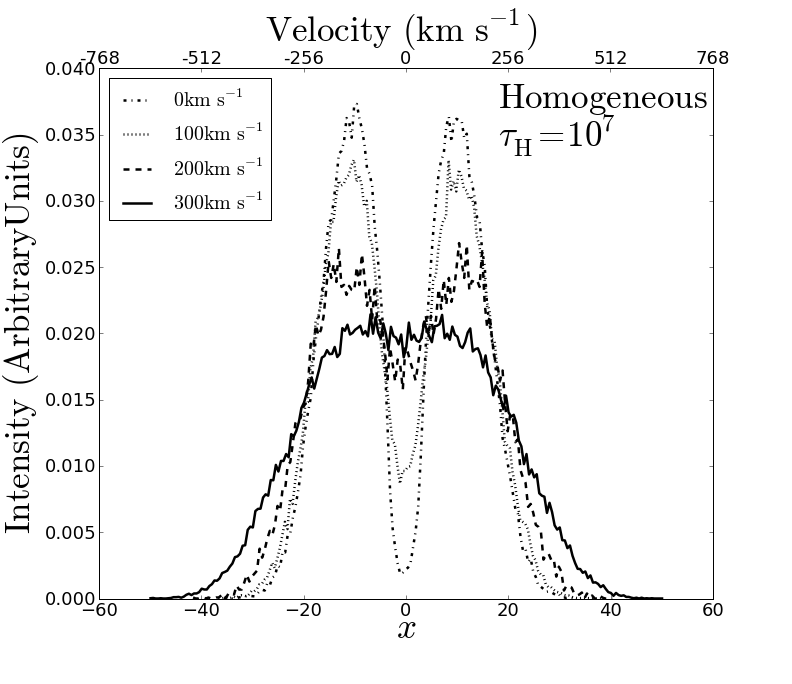 Velocity (km s⁻¹)
-768 -512 -256 0 256 512 768
0km s⁻¹
100km s⁻¹
200km s⁻¹
300km s⁻¹
Homogeneous
τ_H=10⁷
Intensity (ArbitraryUnits)
0.040
0.035
0.030
0.025
0.020
0.015
0.010
0.005
0.000
−60 −40 −20 0 20 40 60
x